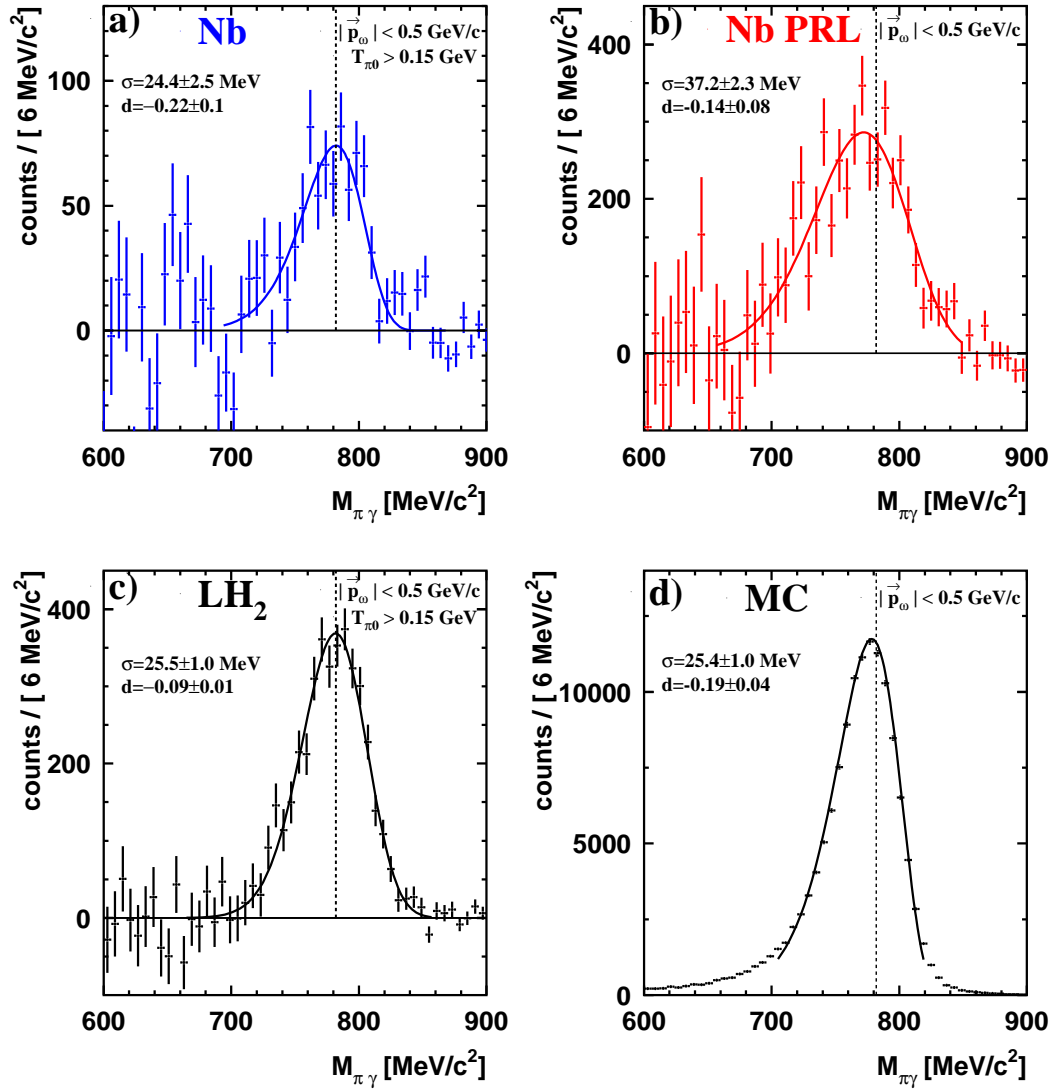 a) Nb
| p⃗ω | < 0.5 GeV/c
Tπ0 > 0.15 GeV
σ=24.4±2.5 MeV
d=−0.22±0.1
counts / [ 6 MeV/c²]
100
50
0
600 700 800 900
Mπγ [MeV/c²]
b) Nb PRL
| p⃗ω | < 0.5 GeV/c
σ=37.2±2.3 MeV
d=-0.14±0.08
counts / [ 6 MeV/c²]
400
200
0
600 700 800 900
Mπγ [MeV/c²]
c) LH₂
| p⃗ω | < 0.5 GeV/c
Tπ0 > 0.15 GeV
σ=25.5±1.0 MeV
d=−0.09±0.01
counts / [ 6 MeV/c²]
400
200
0
600 700 800 900
Mπγ [MeV/c²]
d) MC
| p⃗ω | < 0.5 GeV/c
σ=25.4±1.0 MeV
d=-0.19±0.04
counts / [ 6 MeV/c²]
10000
5000
0
600 700 800 900
Mπγ [MeV/c²]